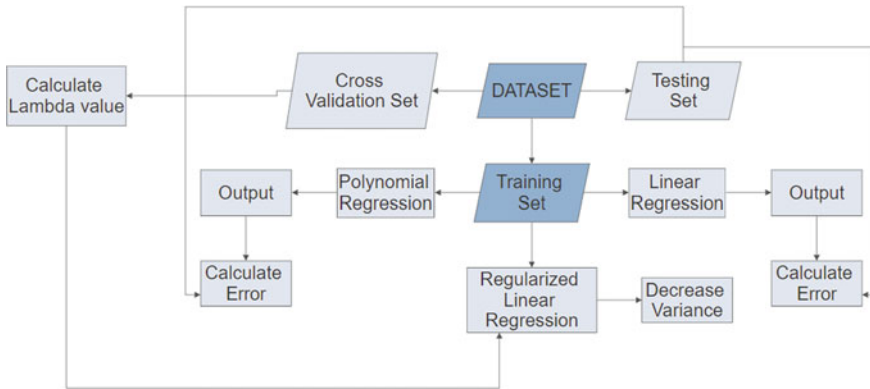 Calculate
Lambda value
Cross
Validation Set
DATASET
Testing
Set
Output
Polynomial
Regression
Training
Set
Linear
Regression
Output
Calculate
Error
Regularized
Linear
Regression
Decrease
Variance
Calculate
Error